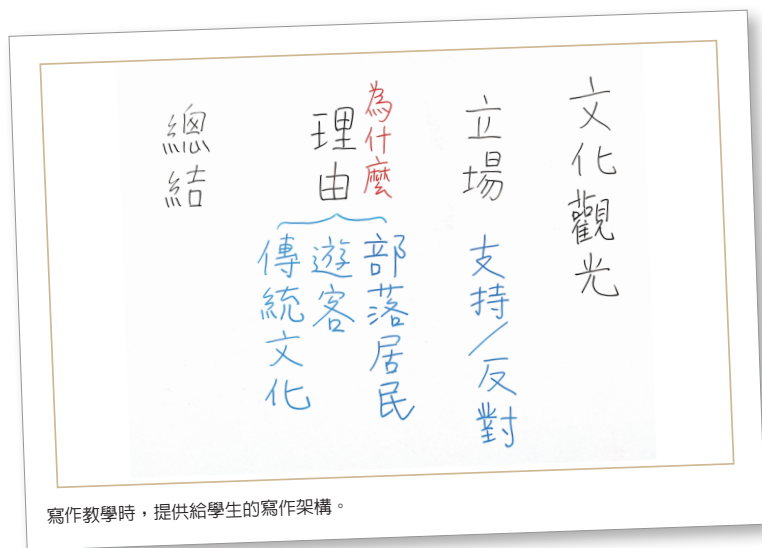 文化觀光
立場 支持／反對
為什麼
理由
部落居民
遊客
傳統文化
總結
寫作教學時，提供給學生的寫作架構。